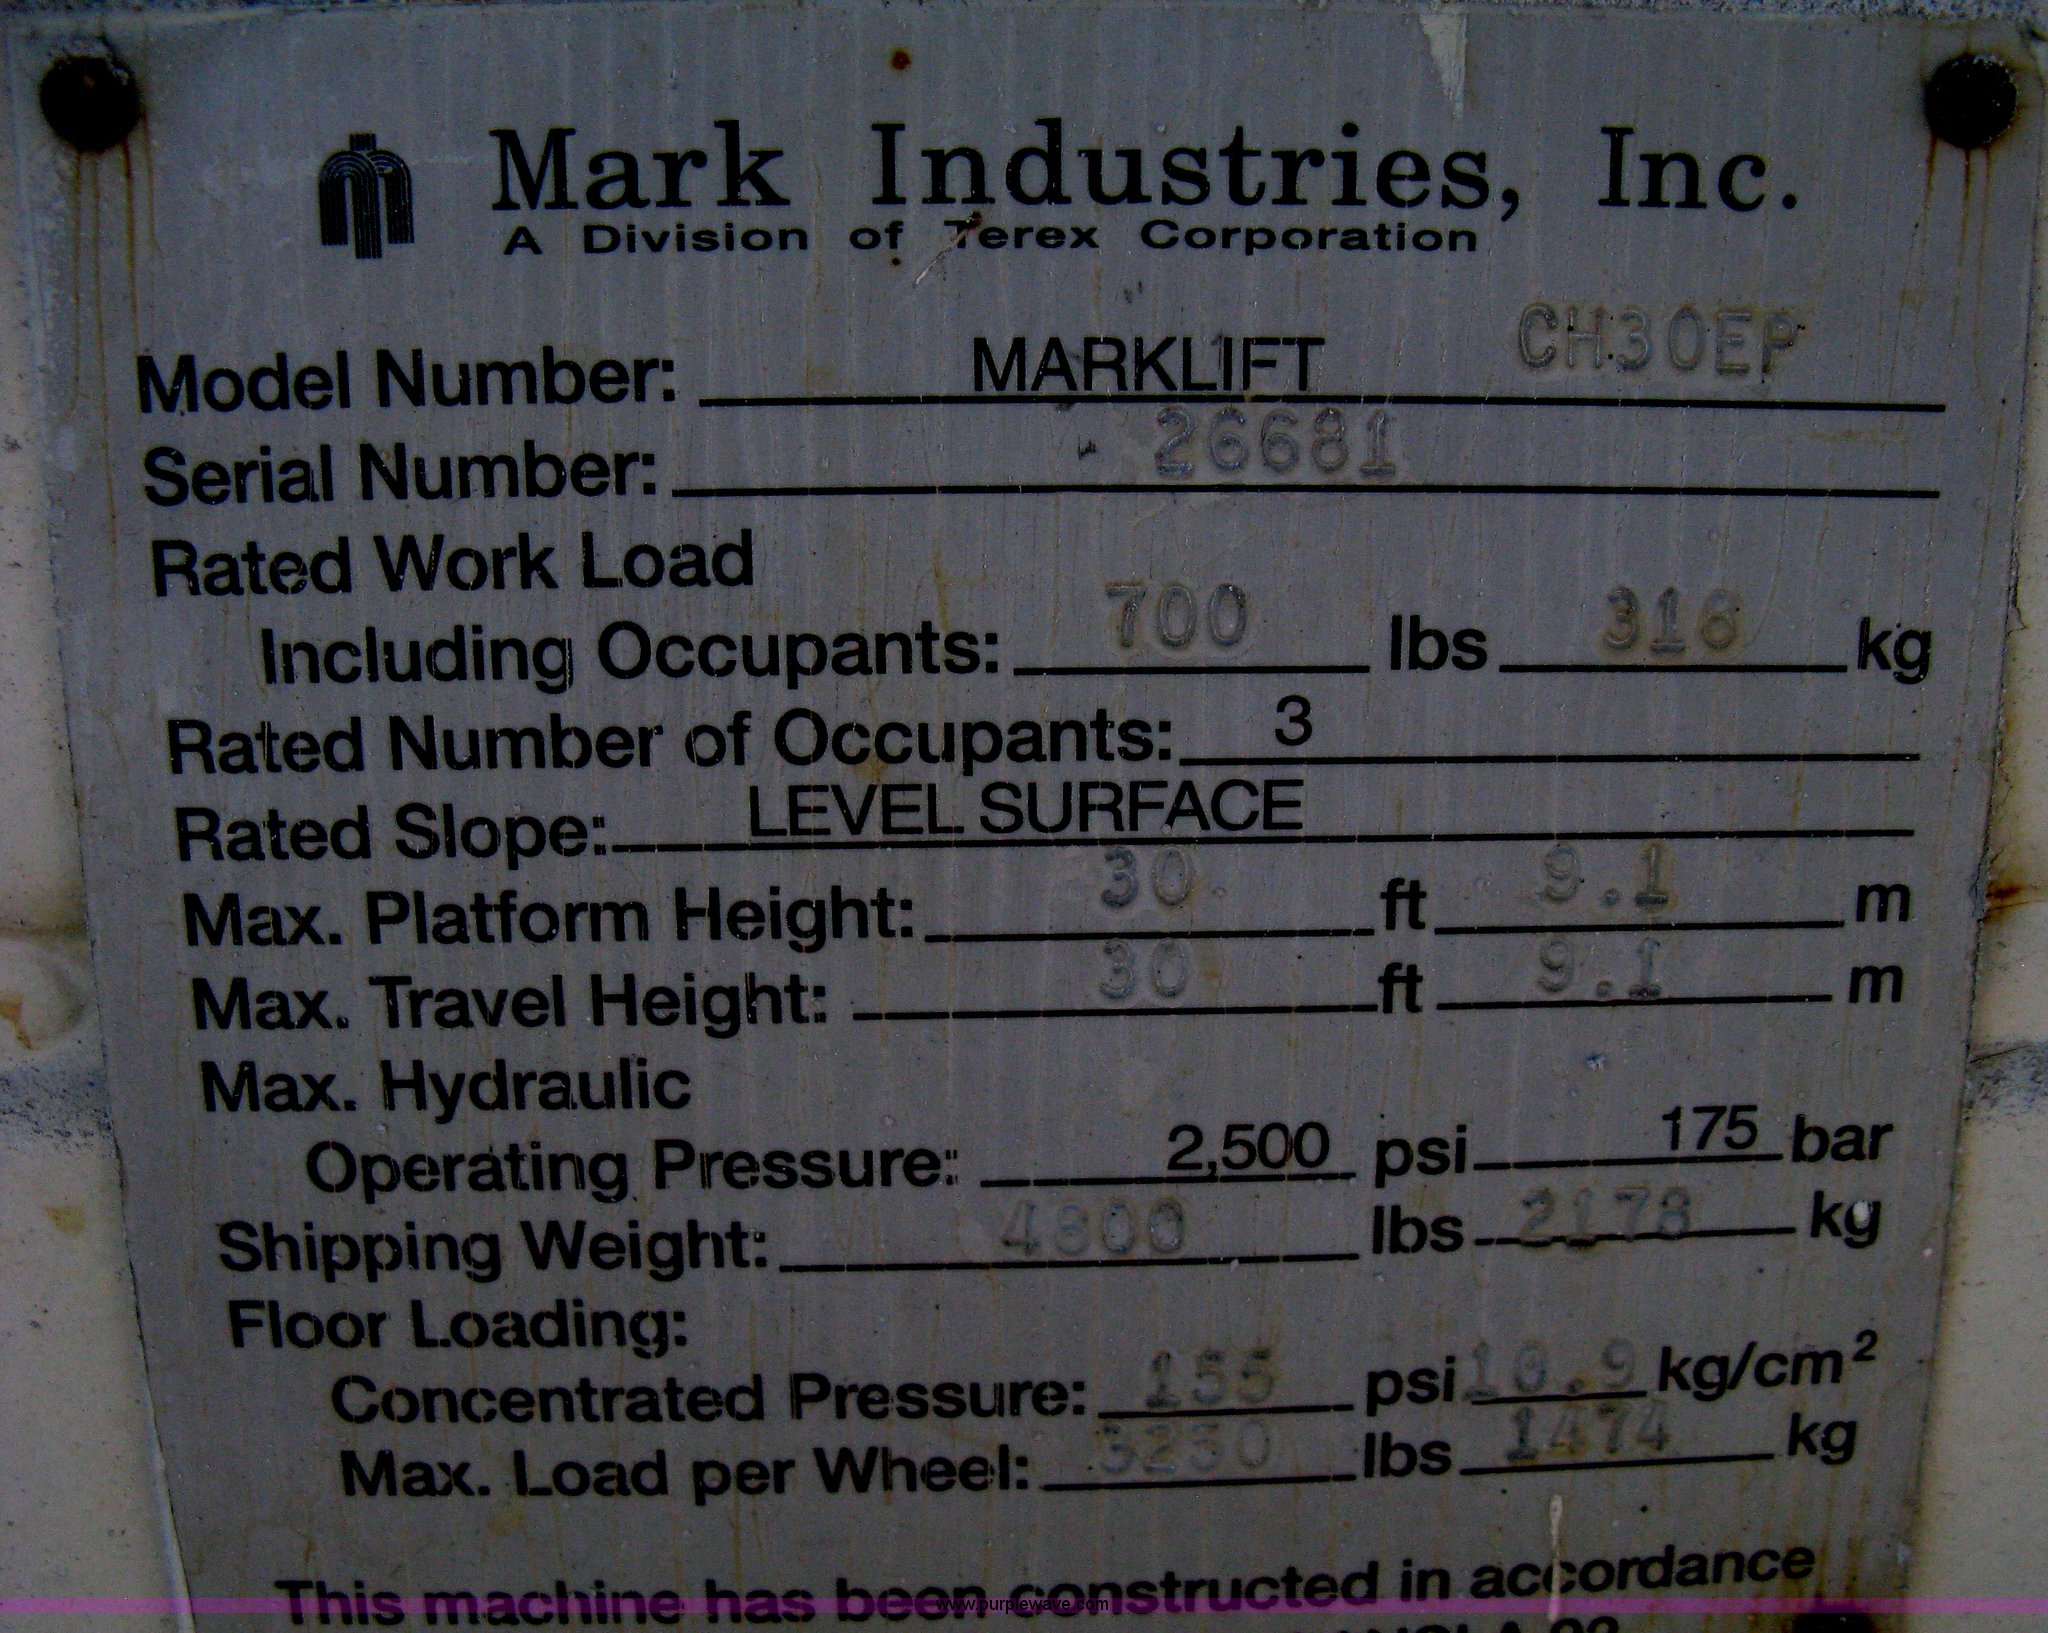 Mark Industries, Inc.
A Division of Terex Corporation
Model Number: MARKLIFT CH30EP
Serial Number: 26681
Rated Work Load
Including Occupants: 700 lbs 318 kg
Rated Number of Occupants: 3
Rated Slope: LEVEL SURFACE
Max. Platform Height: 30 ft 9.1 m
Max. Travel Height: 30 ft 9.1 m
Max. Hydraulic
Operating Pressure: 2,500 psi 175 bar
Shipping Weight: 4800 lbs 2178 kg
Floor Loading:
Concentrated Pressure: 155 psi 10.9 kg/cm²
Max. Load per Wheel: lbs 1474 kg
This machine has been constructed in accordance
www.purplewave.com